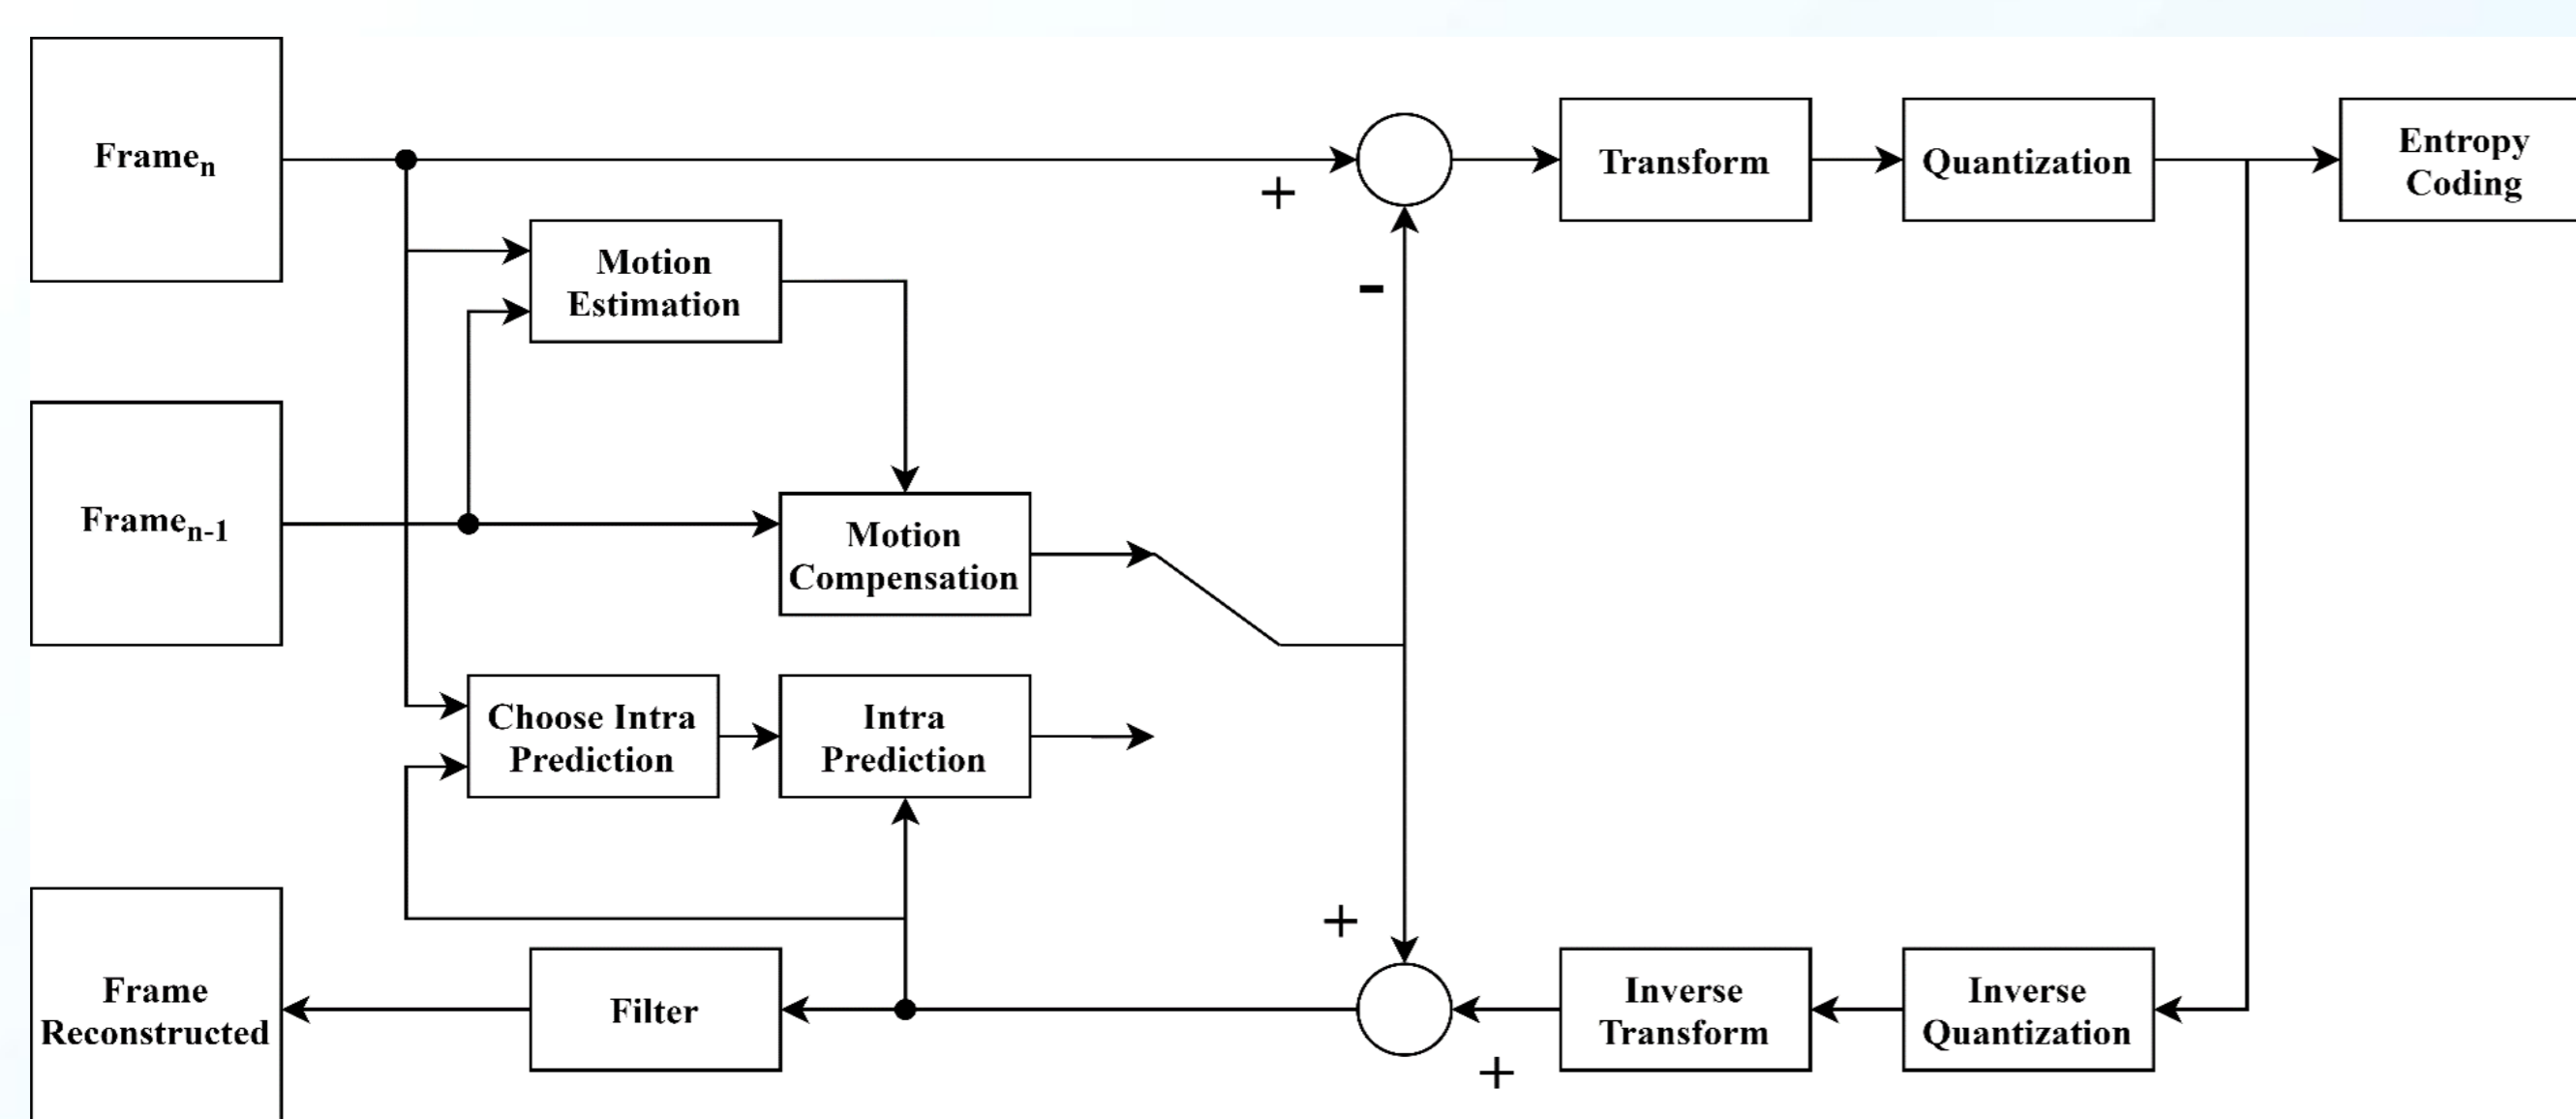 Frameₙ
+
Transform
Quantization
Entropy
Coding
Motion
Estimation
-
Frameₙ₋₁
Motion
Compensation
Choose Intra
Prediction
Intra
Prediction
+
Frame
Reconstructed
Filter
Inverse
Transform
Inverse
Quantization
+